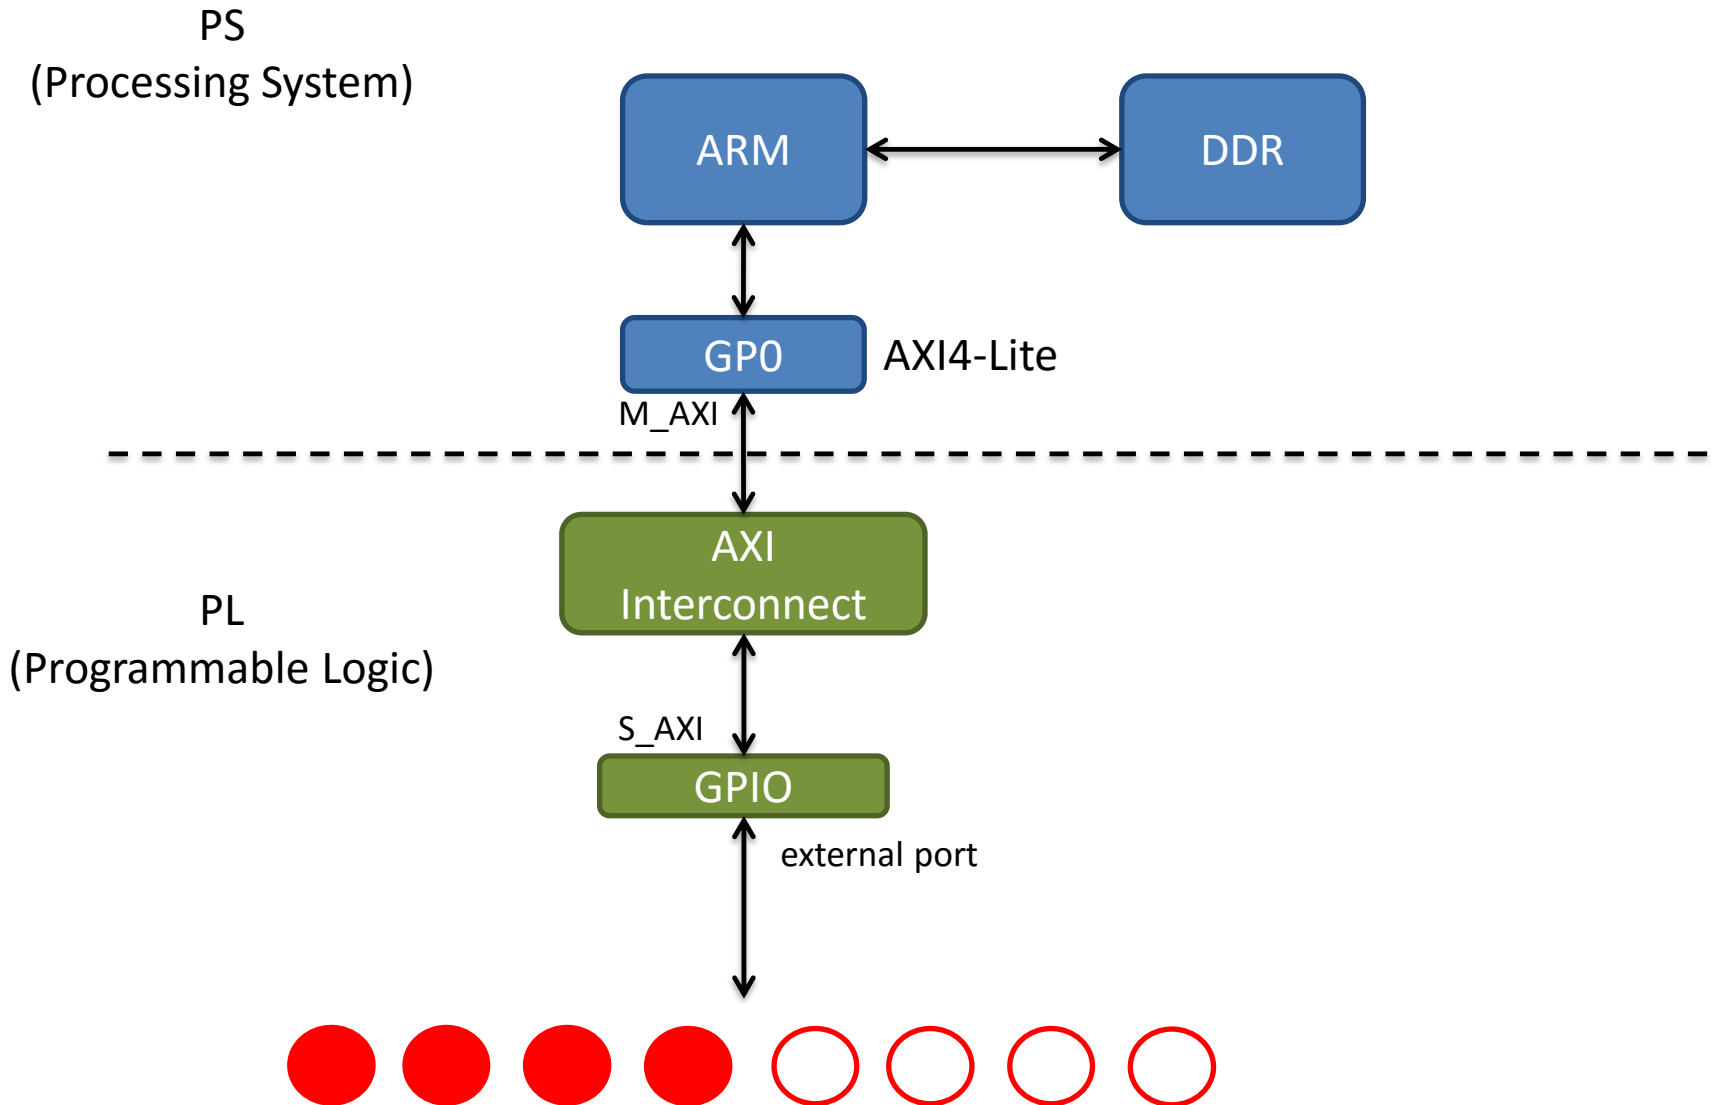 PS
(Processing System)
ARM
DDR
GP0
AXI4-Lite
M_AXI
AXI
Interconnect
PL
(Programmable Logic)
S_AXI
GPIO
external port